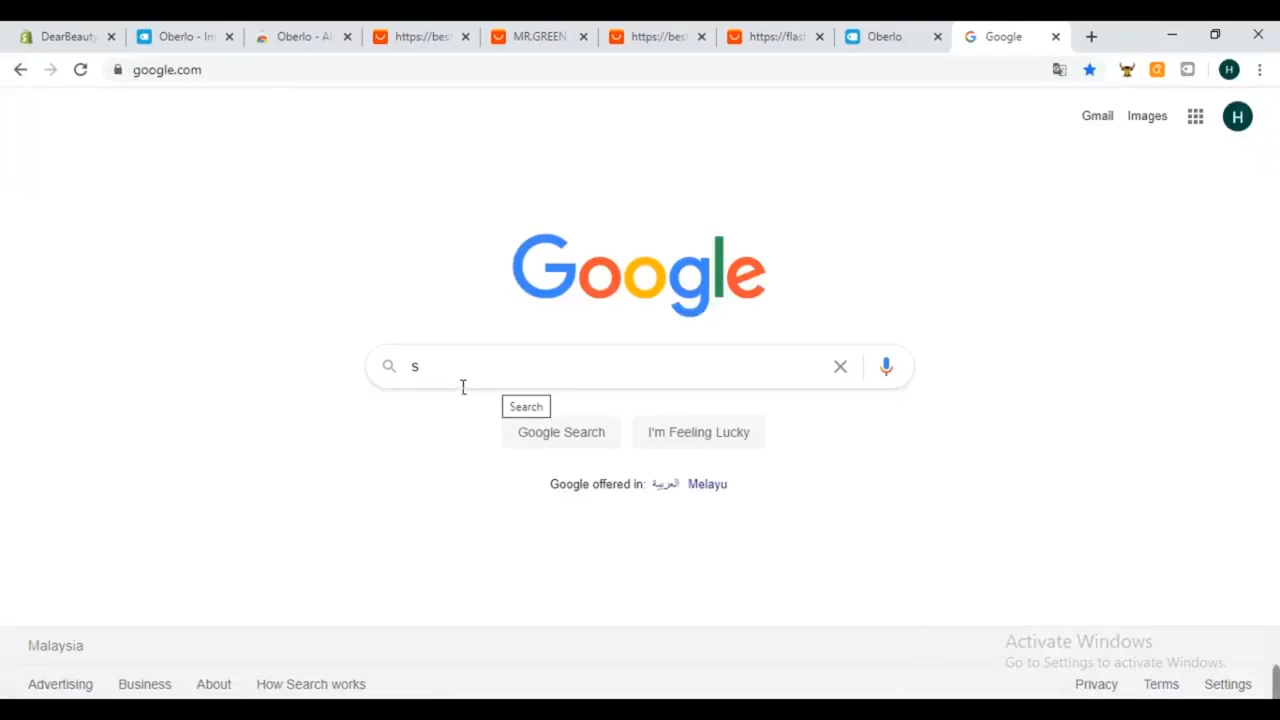 DearBeauty
Oberlo - Im
Oberlo - Al
https://best
MR.GREEN
https://best
https://flas
Oberlo
Google
google.com
H
Gmail
Images
H
Google
s
Search
Google Search
I'm Feeling Lucky
Google offered in: العربية Melayu
Malaysia
Activate Windows
Go to Settings to activate Windows.
Advertising
Business
About
How Search works
Privacy
Terms
Settings